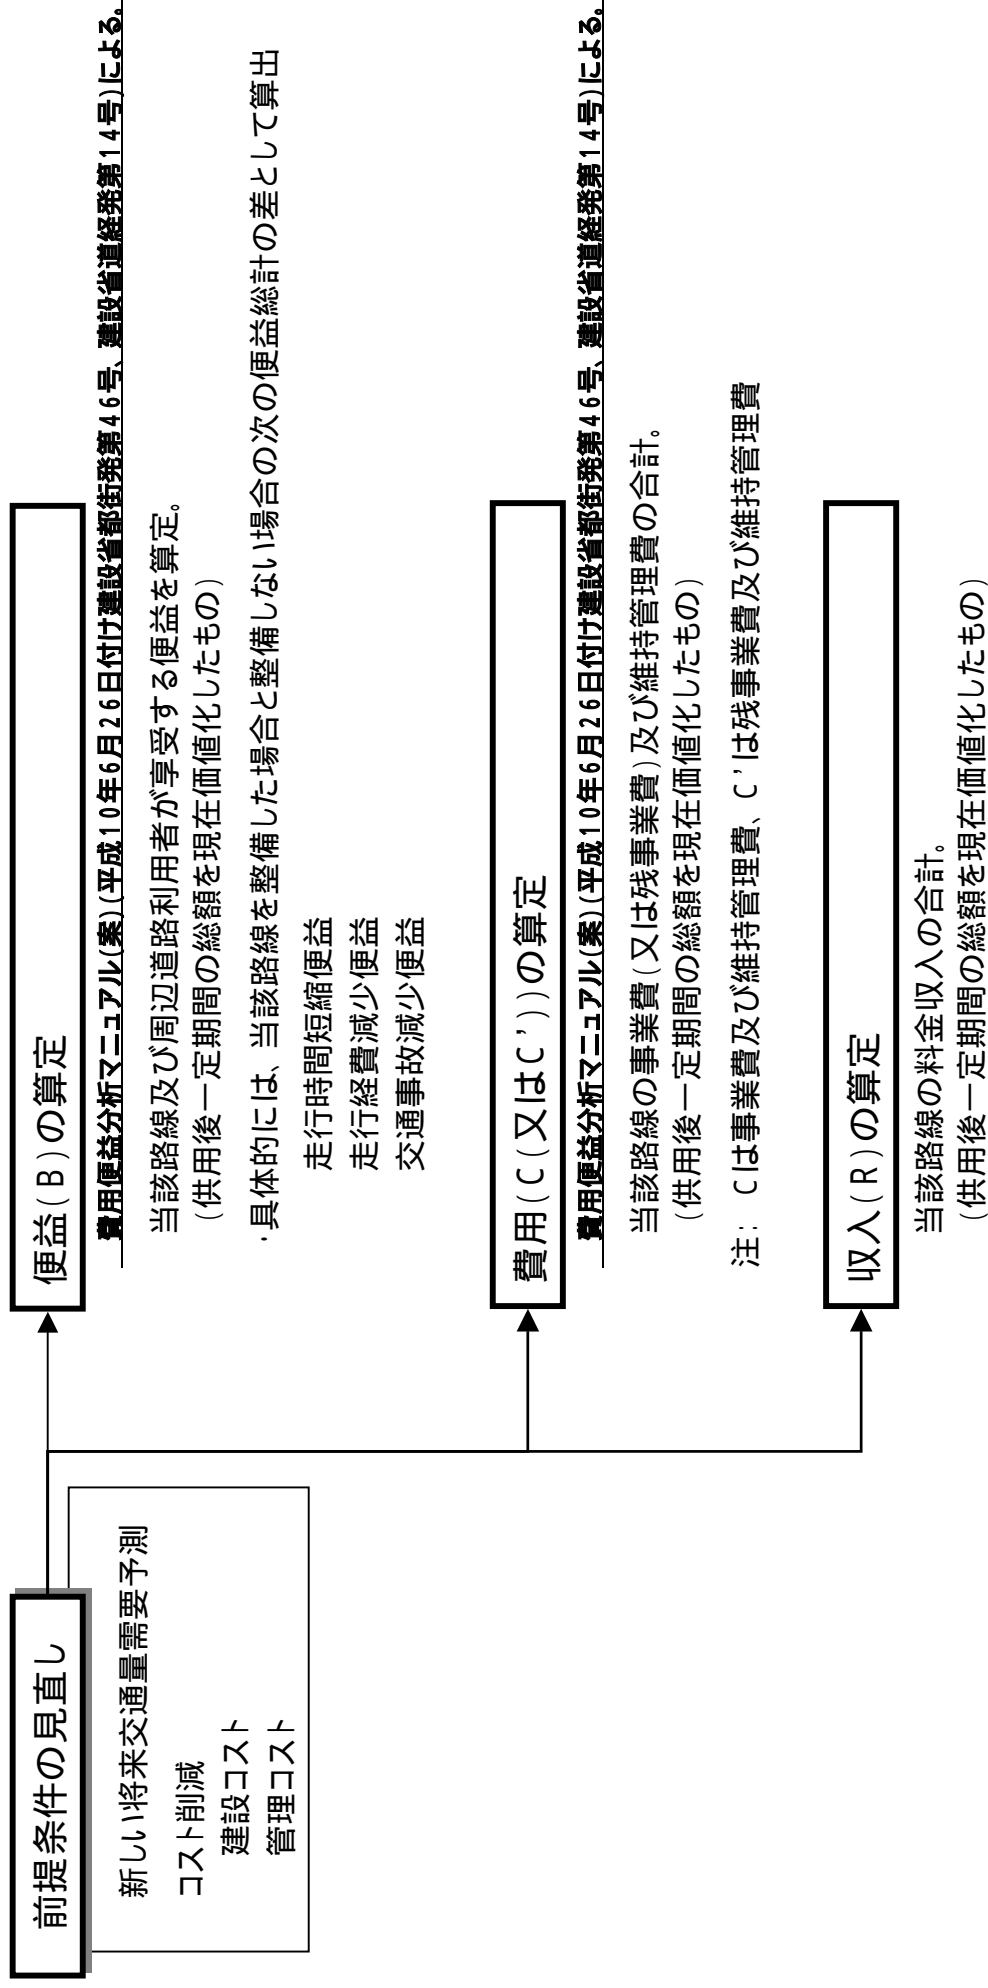 前提条件の見直し
新しい将来交通量需要予測
コスト削減
建設コスト
管理コスト
便益(B)の算定
費用便益分析マニュアル(案)(平成10年6月26日付け建設省都街発第46号、建設省道経発第14号)による。
当該路線及び周辺道路利用者が享受する便益を算定。
(供用後一定期間の総額を現在価値化したもの)
・具体的には、当該路線を整備した場合と整備しない場合の次の便益総計の差として算出
走行時間短縮便益
走行経費減少便益
交通事故減少便益
費用(C(又はC'))の算定
費用便益分析マニュアル(案)(平成10年6月26日付け建設省都街発第46号、建設省道経発第14号)による。
当該路線の事業費(又は残事業費)及び維持管理費の合計。
(供用後一定期間の総額を現在価値化したもの)
注: Cは事業費及び維持管理費、C'は残事業費及び維持管理費
収入(R)の算定
当該路線の料金収入の合計。
(供用後一定期間の総額を現在価値化したもの)